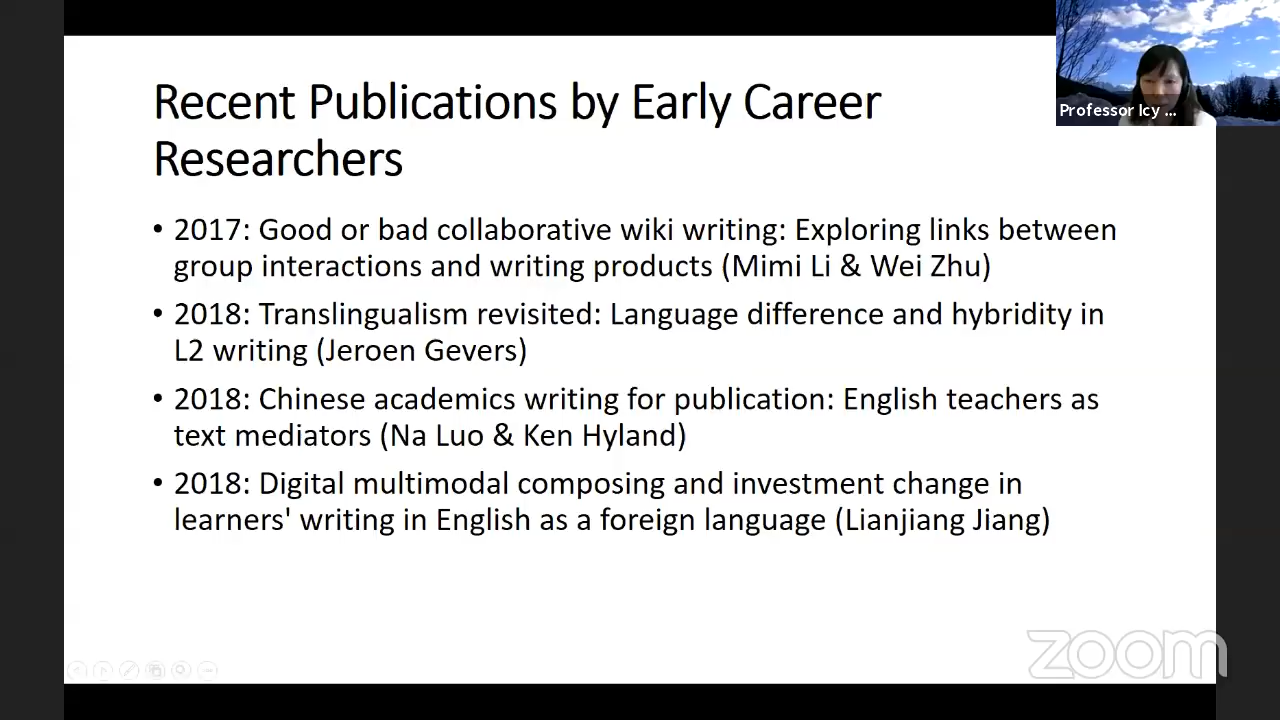 Recent Publications by Early Career
Researchers
Professor Icy ...
• 2017: Good or bad collaborative wiki writing: Exploring links between
group interactions and writing products (Mimi Li & Wei Zhu)
• 2018: Translingualism revisited: Language difference and hybridity in
L2 writing (Jeroen Gevers)
• 2018: Chinese academics writing for publication: English teachers as
text mediators (Na Luo & Ken Hyland)
• 2018: Digital multimodal composing and investment change in
learners' writing in English as a foreign language (Lianjiang Jiang)
zoom